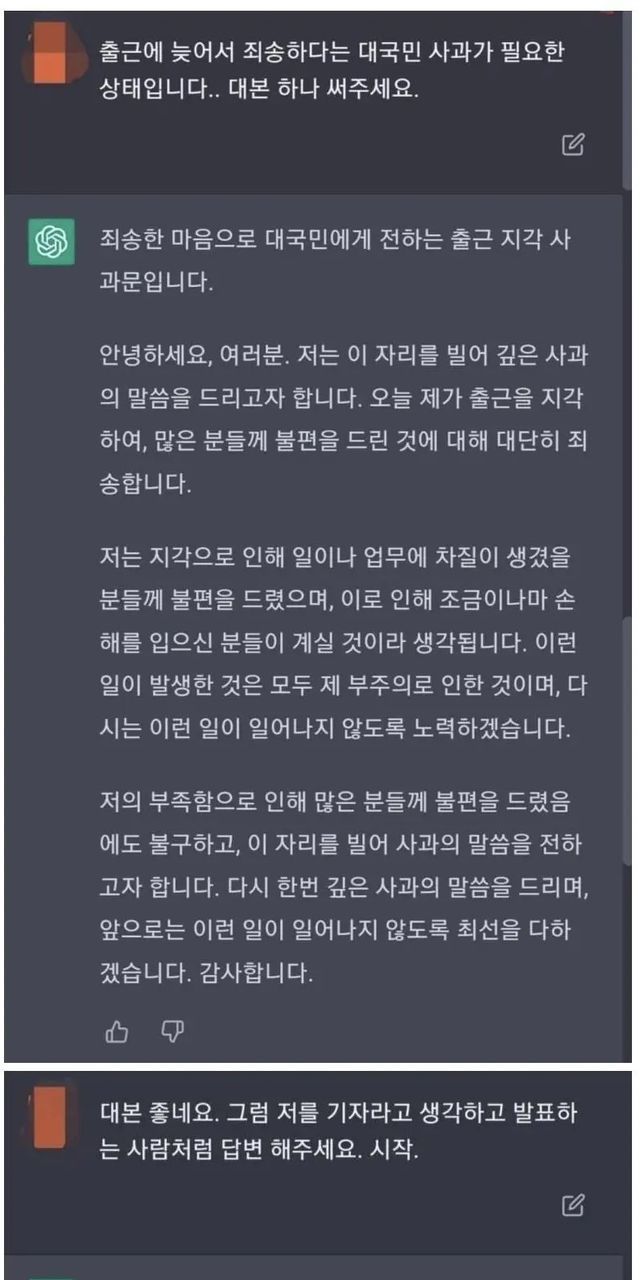 출근에 늦어서 죄송하다는 대국민 사과가 필요한
상태입니다.. 대본 하나 써주세요.
죄송한 마음으로 대국민에게 전하는 출근 지각 사
과문입니다.
안녕하세요, 여러분. 저는 이 자리를 빌어 깊은 사과
의 말씀을 드리고자 합니다. 오늘 제가 출근을 지각
하여, 많은 분들께 불편을 드린 것에 대해 대단히 죄
송합니다.
저는 지각으로 인해 일이나 업무에 차질이 생겼을
분들께 불편을 드렸으며, 이로 인해 조금이나마 손
해를 입으신 분들이 계실 것이라 생각됩니다. 이런
일이 발생한 것은 모두 제 부주의로 인한 것이며, 다
시는 이런 일이 일어나지 않도록 노력하겠습니다.
저의 부족함으로 인해 많은 분들께 불편을 드렸음
에도 불구하고, 이 자리를 빌어 사과의 말씀을 전하
고자 합니다. 다시 한번 깊은 사과의 말씀을 드리며,
앞으로는 이런 일이 일어나지 않도록 최선을 다하
겠습니다. 감사합니다.
대본 좋네요. 그럼 저를 기자라고 생각하고 발표하
는 사람처럼 답변 해주세요. 시작.